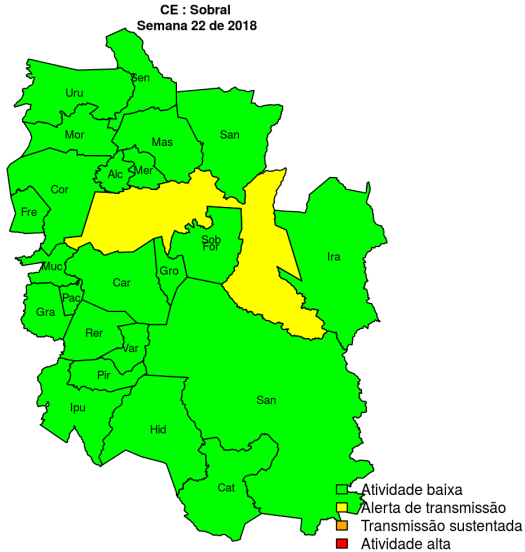 CE : Sobral
Semana 22 de 2018
Sen
Uru
Mor
Mas
San
Alc
Mer
Cor
Fre
Sob
For
Ira
Muc
Gro
Car
Pac
Gra
Rer
Var
Pir
San
Ipu
Hid
Cat
Atividade baixa
Alerta de transmissão
Transmissão sustentada
Atividade alta